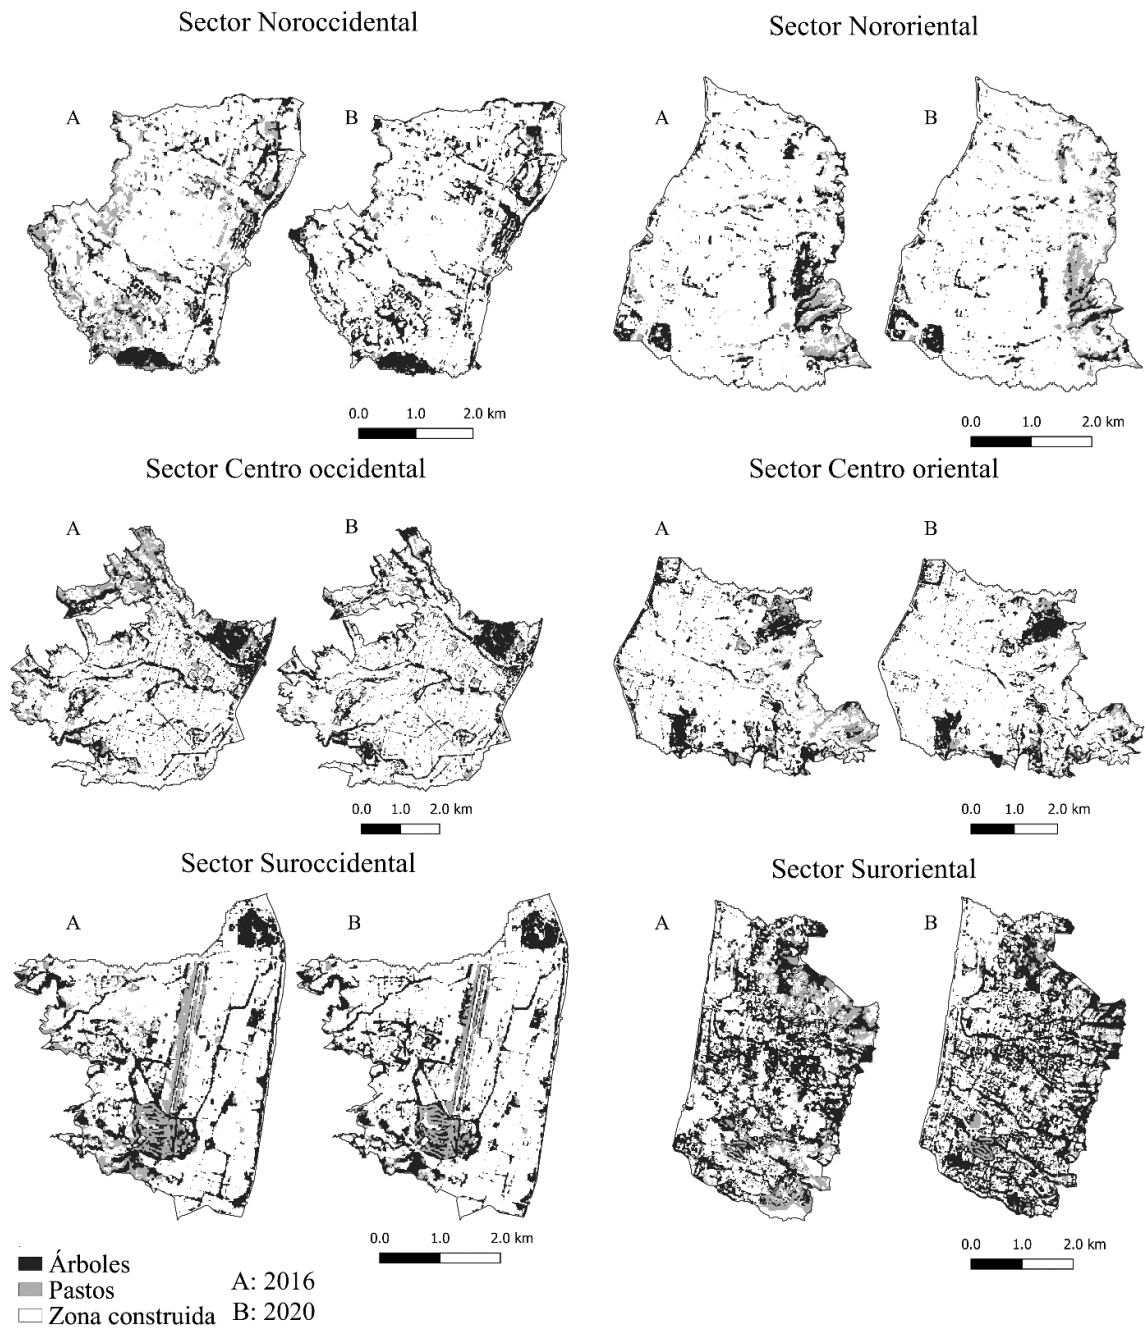 Sector Noroccidental
Sector Nororiental
A
B
A
B
0.0 1.0 2.0 km
0.0 1.0 2.0 km
Sector Centro occidental
Sector Centro oriental
A
B
A
B
0.0 1.0 2.0 km
0.0 1.0 2.0 km
Sector Suroccidental
Sector Suroriental
A
B
A
B
0.0 1.0 2.0 km
0.0 1.0 2.0 km
Árboles
Pastos
Zona construida
A: 2016
B: 2020